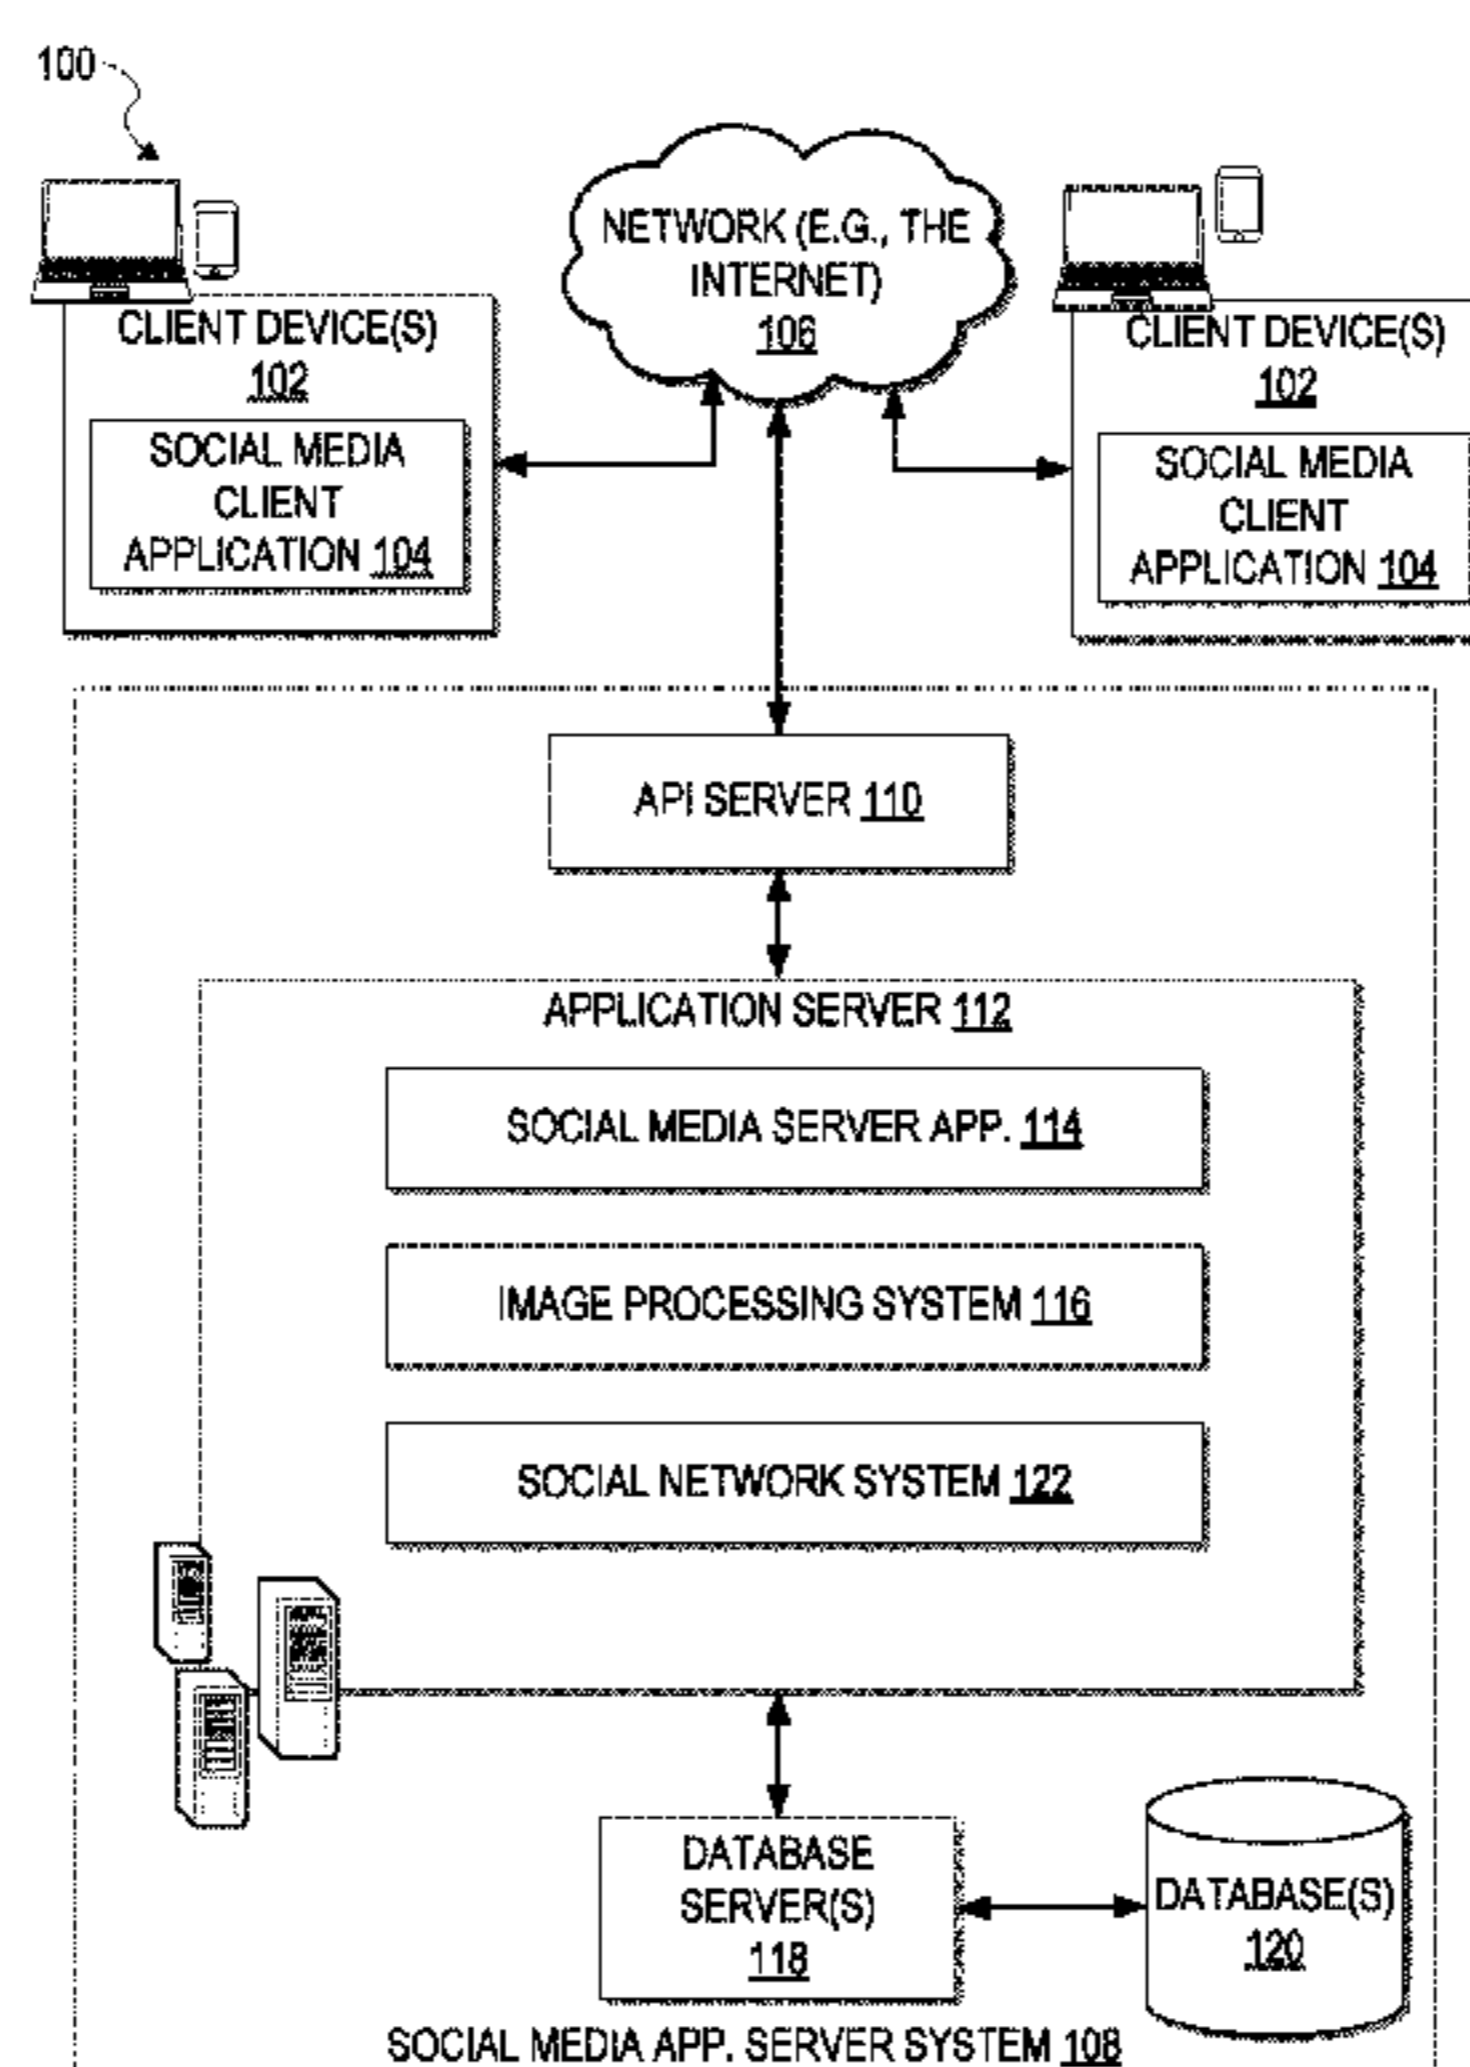 100
NETWORK (E.G., THE
INTERNET)
106
CLIENT DEVICE(S)
102
SOCIAL MEDIA
CLIENT
APPLICATION 104
CLIENT DEVICE(S)
102
SOCIAL MEDIA
CLIENT
APPLICATION 104
API SERVER 110
APPLICATION SERVER 112
SOCIAL MEDIA SERVER APP. 114
IMAGE PROCESSING SYSTEM 116
SOCIAL NETWORK SYSTEM 122
DATABASE
SERVER(S)
118
DATABASE(S)
120
SOCIAL MEDIA APP. SERVER SYSTEM 108